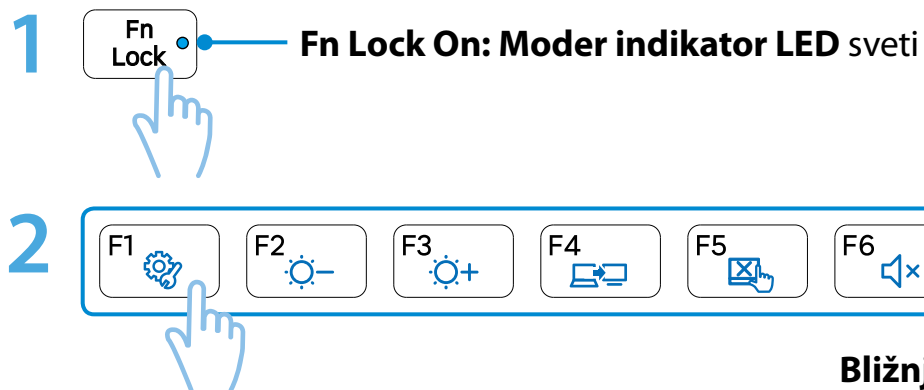 1
Fn
Lock
Fn Lock On: Moder indikator LED sveti
2
F1 F2 F3 F4 F5 F6